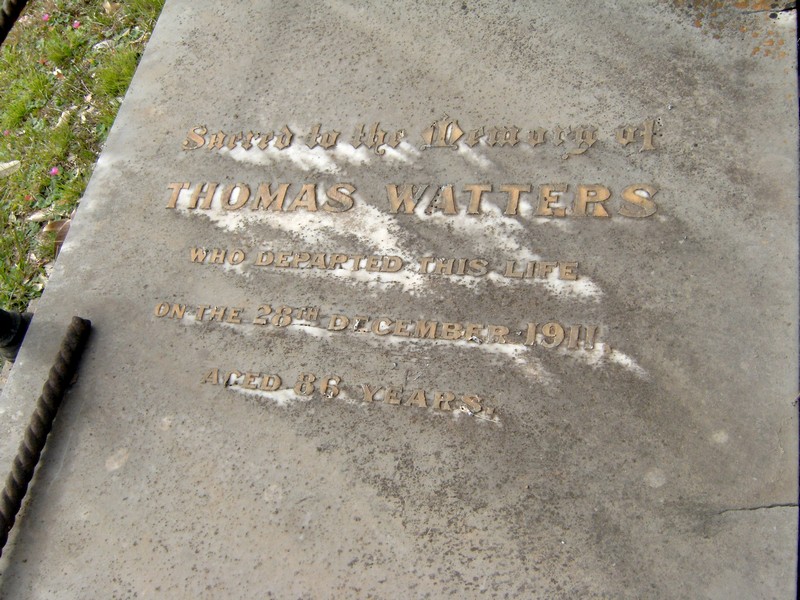 Sacred to the Memory of
THOMAS WATTERS
WHO DEPARTED THIS LIFE
ON THE 28TH DECEMBER 1911,
AGED 86 YEARS.